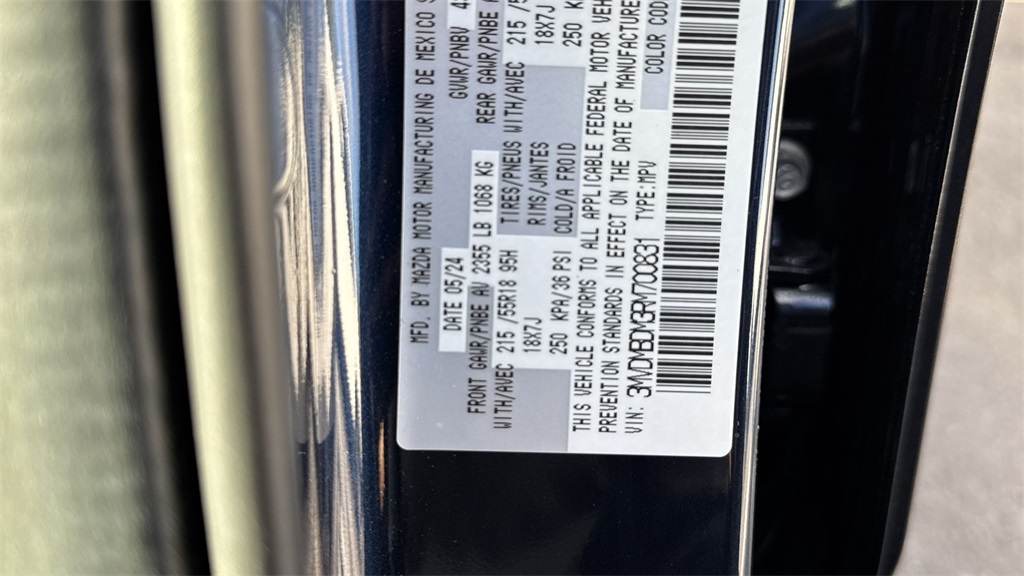 MFD. BY MAZDA MOTOR MANUFACTURING DE MEXICO
DATE 05/24 GVWR/PNBV
FRONT GAWR/PNBE AV 2355 LB 1068 KG REAR GAWR/PNBE
WITH/AVEC 215 /55R18 95H TIRES/PNEUS WITH/AVEC 215
18X7J RIMS/JANTES 18X7J
250 KPA/36 PSI COLD/A FROID 250
THIS VEHICLE CONFORMS TO ALL APPLICABLE FEDERAL MOTOR
PREVENTION STANDARDS IN EFFECT ON THE DATE OF MANUFACTURE
VIN: 3MVDMBDM3RM700831 TYPE:MPV COLOR